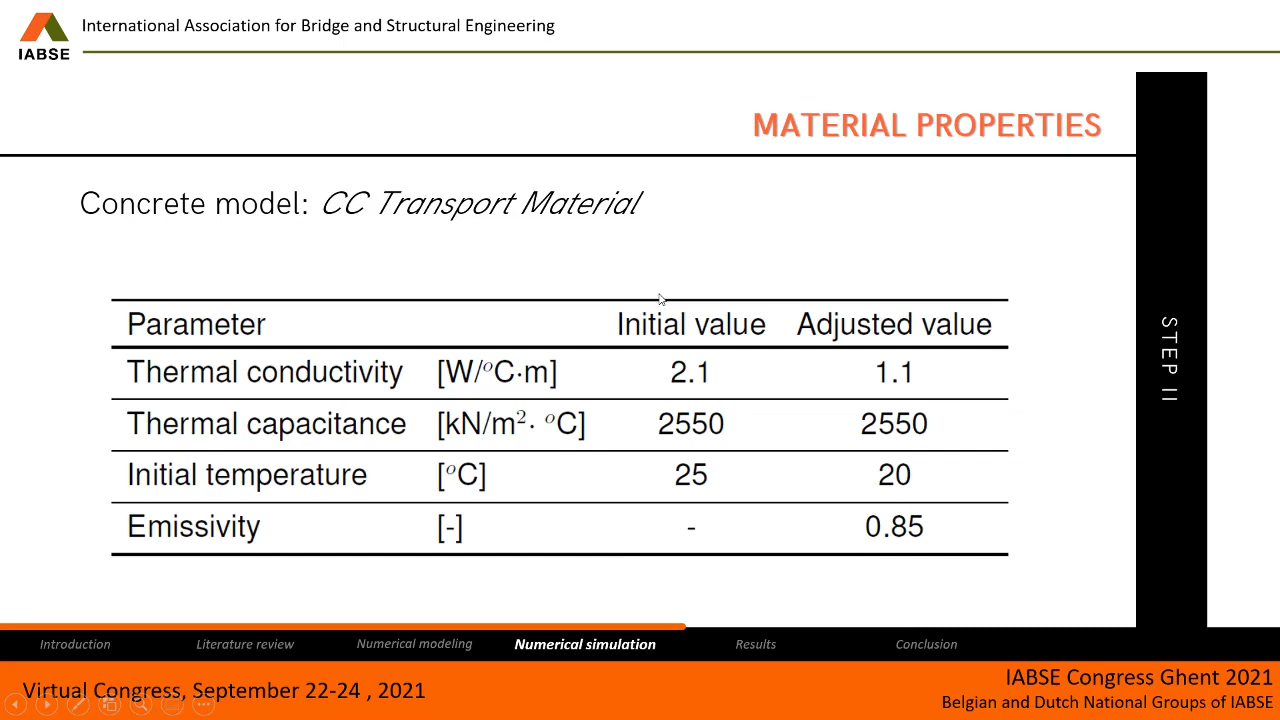 International Association for Bridge and Structural Engineering
IABSE
MATERIAL PROPERTIES
Concrete model: CC Transport Material
Parameter Initial value Adjusted value
Thermal conductivity [W/°C·m] 2.1 1.1
Thermal capacitance [kN/m²· °C] 2550 2550
Initial temperature [°C] 25 20
Emissivity [-] - 0.85
STEP II
Introduction Literature review Numerical modeling Numerical simulation Results Conclusion
Virtual Congress, September 22-24 , 2021
IABSE Congress Ghent 2021
Belgian and Dutch National Groups of IABSE